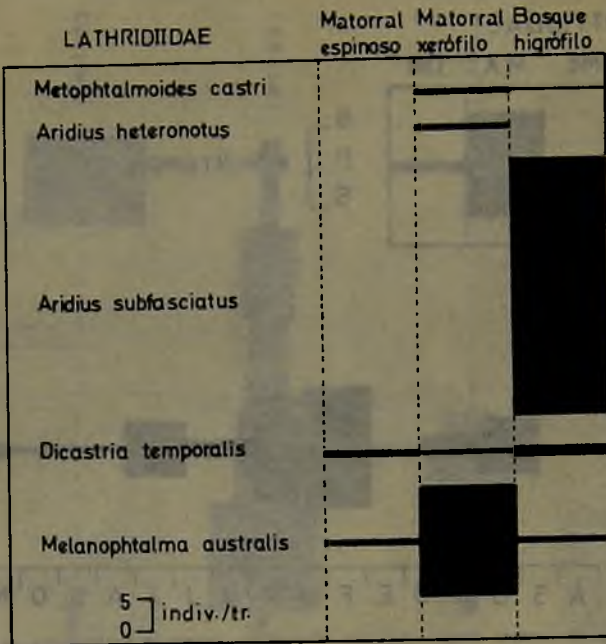 LATHRIDIIDAE
Matorral espinoso
Matorral xerófilo
Bosque higrófilo
Metophtalmoides castri
Aridius heteronotus
Aridius subfasciatus
Dicastria temporalis
Melanophtalma australis
5
0
indiv./tr.